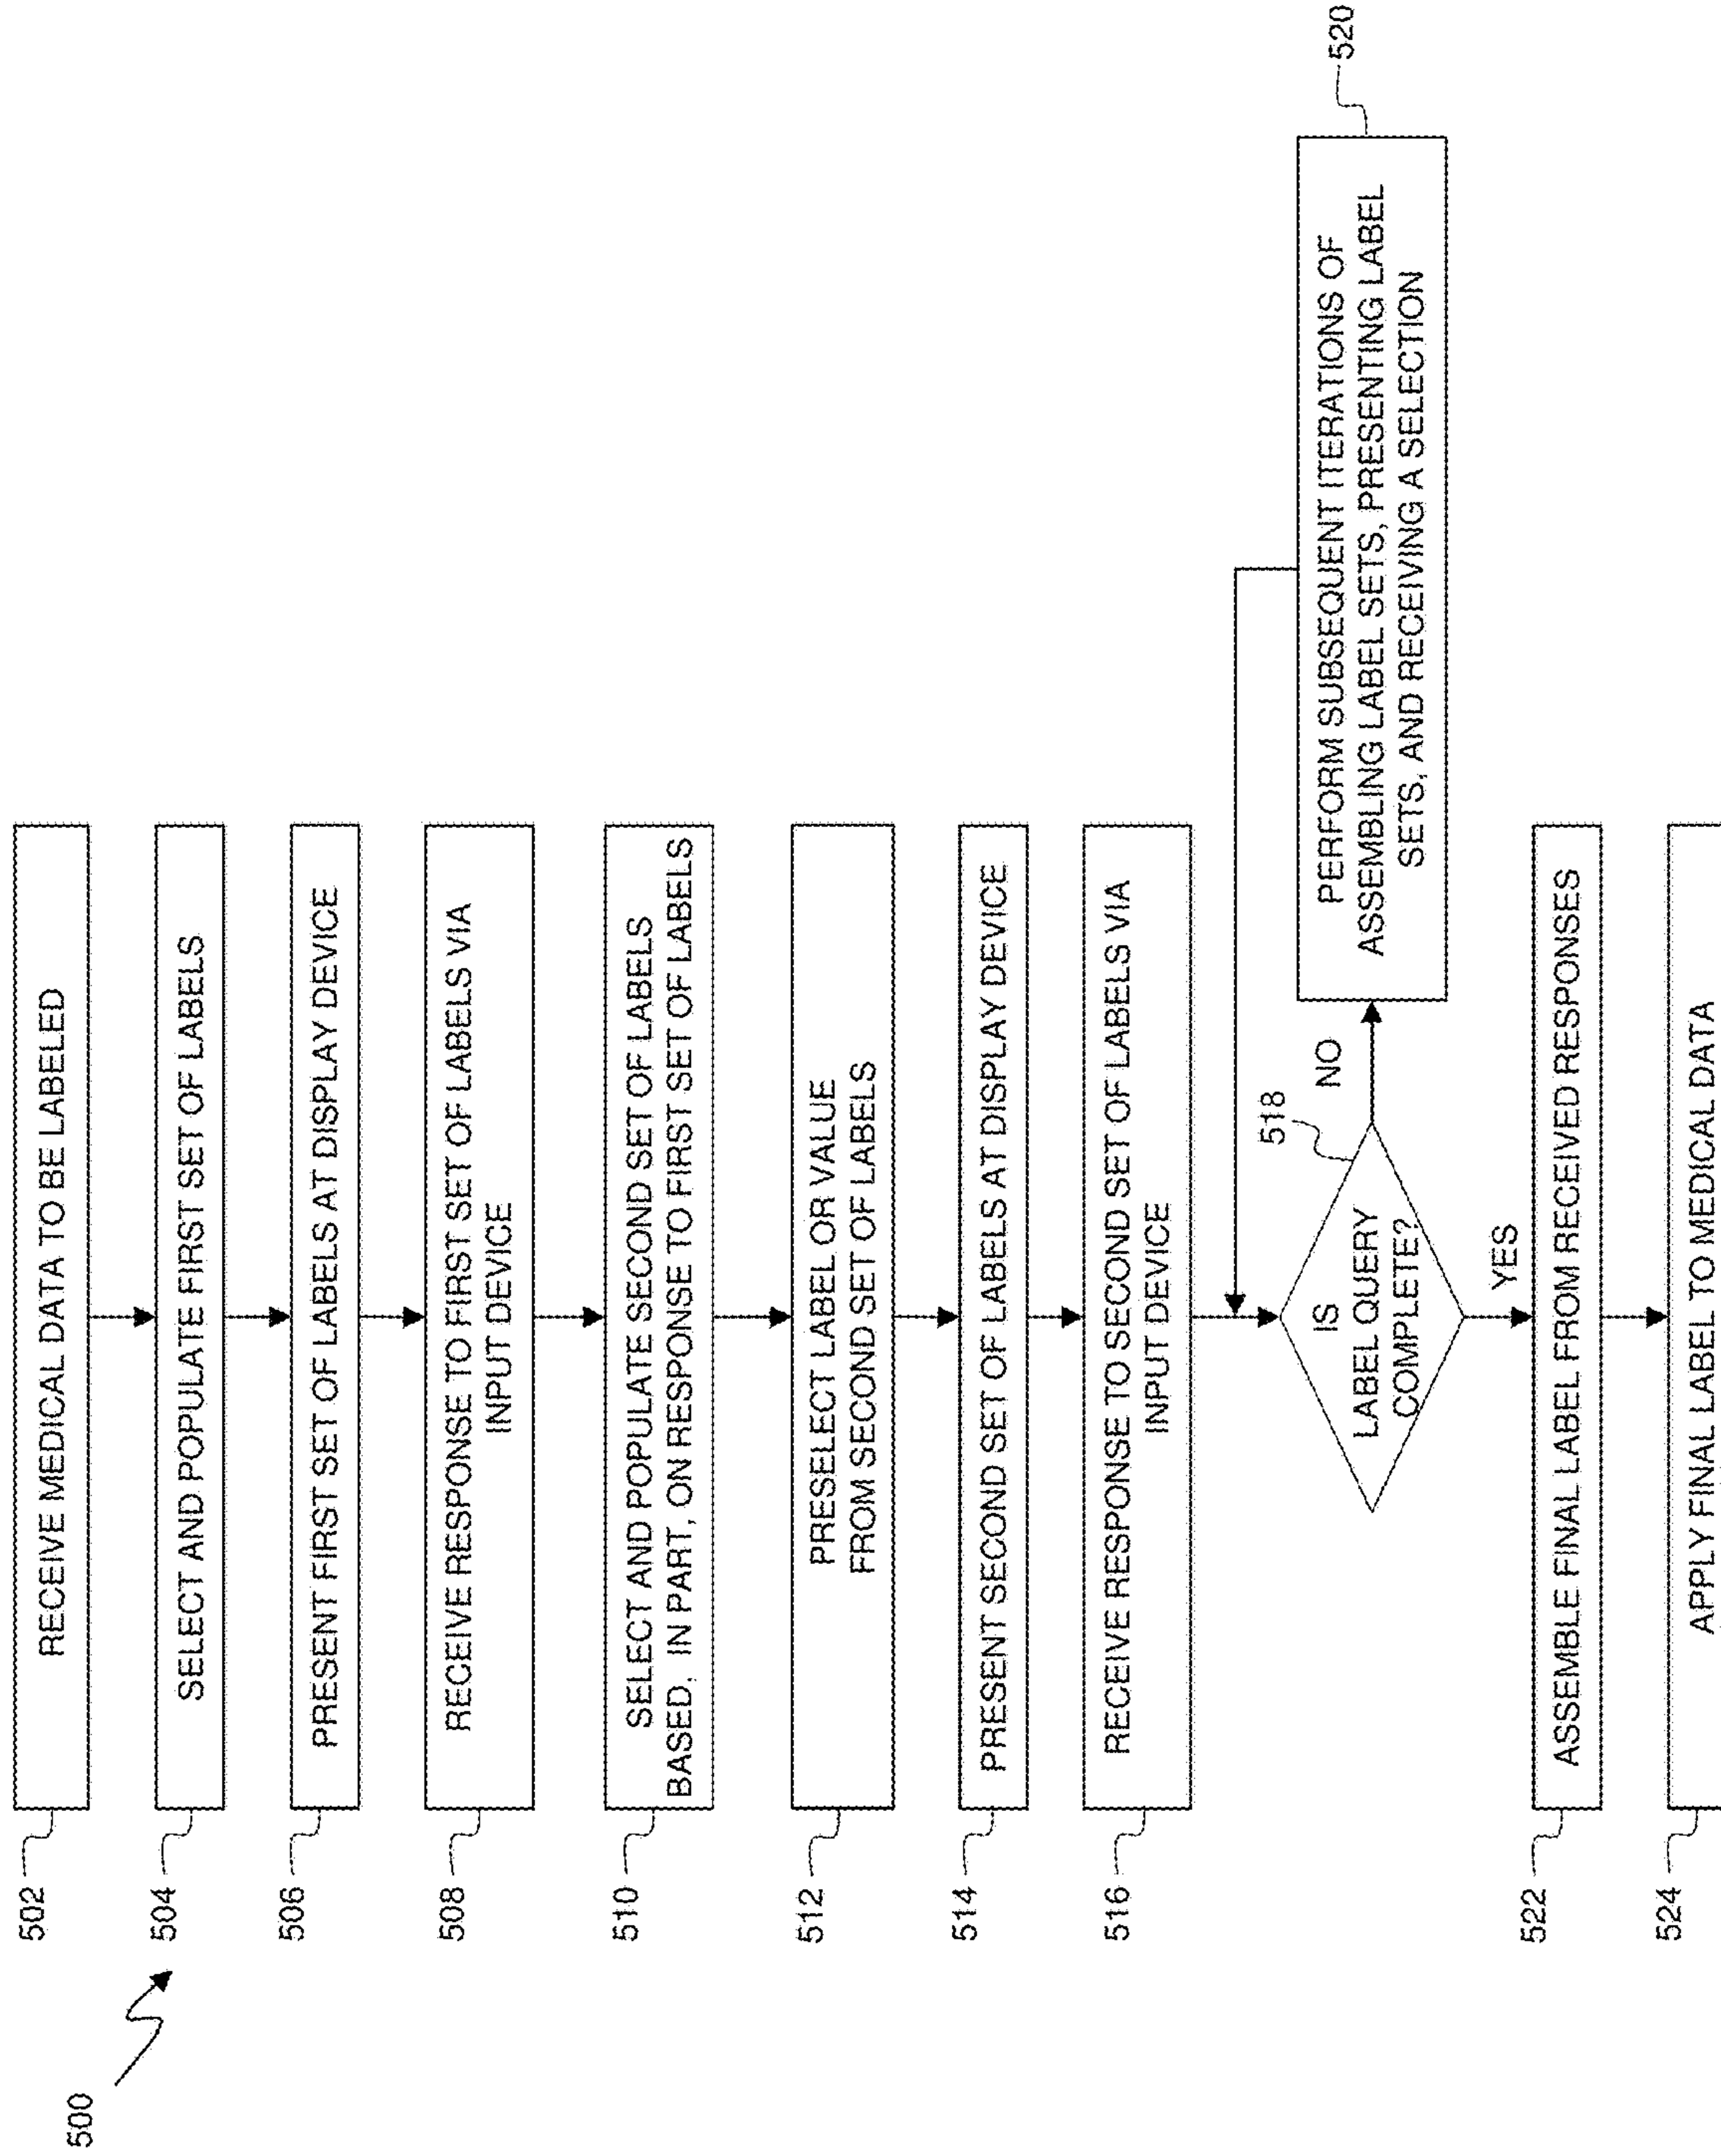 500
502
RECEIVE MEDICAL DATA TO BE LABELED
504
SELECT AND POPULATE FIRST SET OF LABELS
506
PRESENT FIRST SET OF LABELS AT DISPLAY DEVICE
508
RECEIVE RESPONSE TO FIRST SET OF LABELS VIA
INPUT DEVICE
510
SELECT AND POPULATE SECOND SET OF LABELS
BASED, IN PART, ON RESPONSE TO FIRST SET OF LABELS
512
PRESELECT LABEL OR VALUE
FROM SECOND SET OF LABELS
514
PRESENT SECOND SET OF LABELS AT DISPLAY DEVICE
516
RECEIVE RESPONSE TO SECOND SET OF LABELS VIA
INPUT DEVICE
518
IS
LABEL QUERY
COMPLETE?
NO
520
PERFORM SUBSEQUENT ITERATIONS OF
ASSEMBLING LABEL SETS, PRESENTING LABEL
SETS, AND RECEIVING A SELECTION
YES
522
ASSEMBLE FINAL LABEL FROM RECEIVED RESPONSES
524
APPLY FINAL LABEL TO MEDICAL DATA